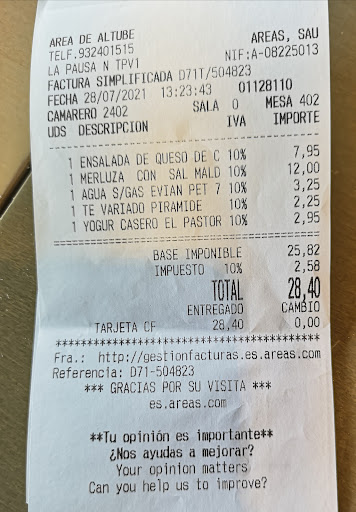 AREA DE ALTUBE AREAS, SAU
TELF.932401515 NIF:A-08225013
LA PAUSA N TPV1
FACTURA SIMPLIFICADA D71T/504823
FECHA 28/07/2021 13:23:43 01128110
CAMARERO 2402 SALA 0 MESA 402
UDS DESCRIPCION IVA IMPORTE
1 ENSALADA DE QUESO DE C 10% 7,95
1 MERLUZA CON SAL MALD 10% 12,00
1 AGUA S/GAS EVIAN PET 7 10% 3,25
1 TE VARIADO PIRAMIDE 10% 2,25
1 YOGUR CASERO EL PASTOR 10% 2,95
BASE IMPONIBLE 25,82
IMPUESTO 10% 2,58
TOTAL 28,40
ENTREGADO CAMBIO
TARJETA CF 28,40 0,00
****************************************
Fra.: http://gestionfacturas.es.areas.com
Referencia: D71-504823
*** GRACIAS POR SU VISITA ***
es.areas.com
**Tu opinión es importante**
¿Nos ayudas a mejorar?
Your opinion matters
Can you help us to improve?